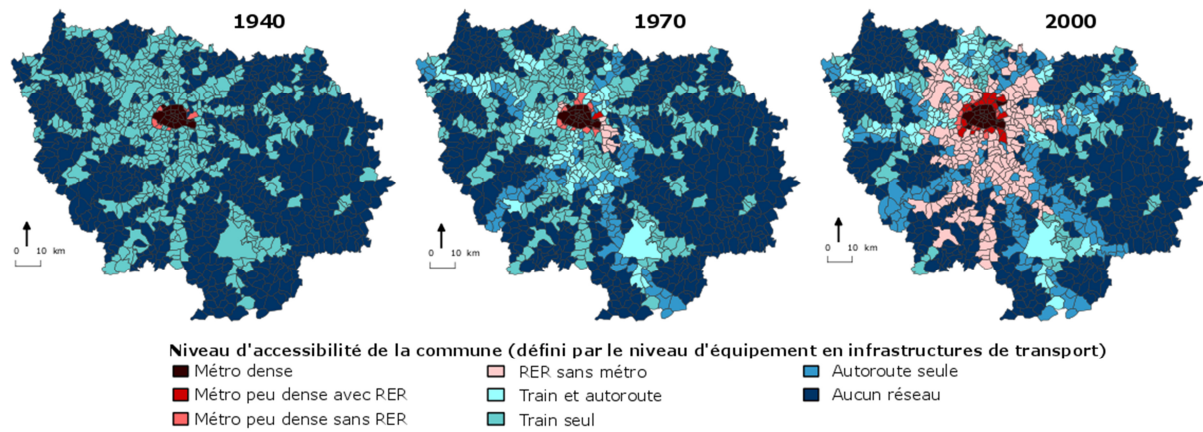 1940
1970
2000
0 10 km
0 10 km
0 10 km
Niveau d'accessibilité de la commune (défini par le niveau d'équipement en infrastructures de transport)
Métro dense
RER sans métro
Autoroute seule
Métro peu dense avec RER
Train et autoroute
Aucun réseau
Métro peu dense sans RER
Train seul